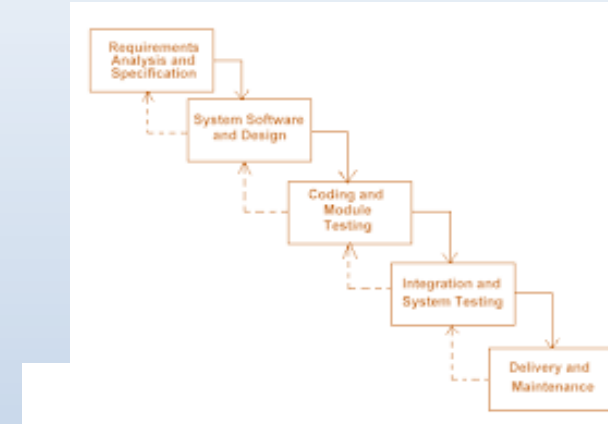 Requirements
Analysis and
Specification
System Software
and Design
Coding and
Module
Testing
Integration and
System Testing
Delivery and
Maintenance